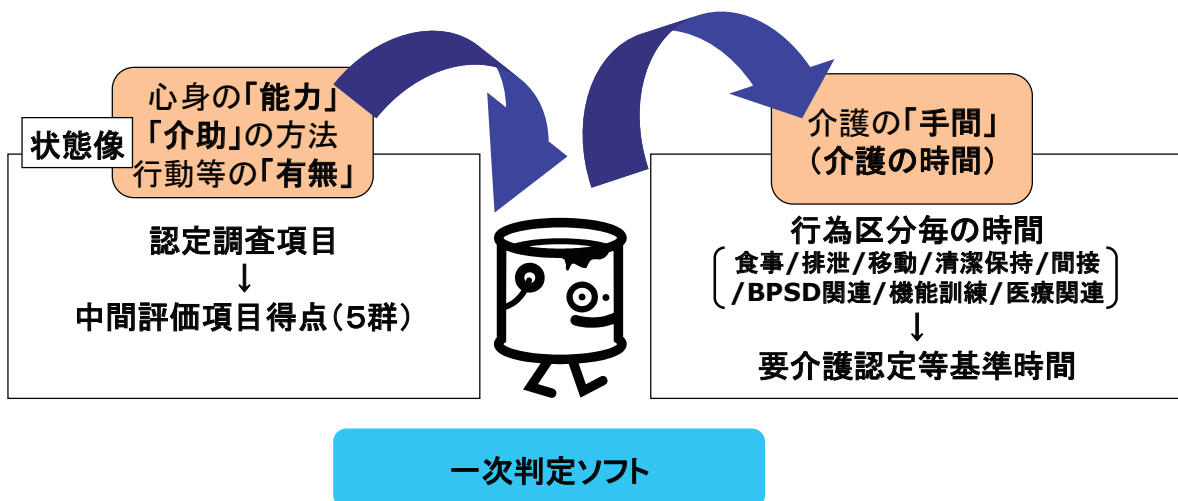 状態像
心身の「能力」
「介助」の方法
行動等の「有無」
認定調査項目
↓
中間評価項目得点（5群）
介護の「手間」
（介護の時間）
行為区分毎の時間
食事/排泄/移動/清潔保持/間接
/BPSD関連/機能訓練/医療関連
↓
要介護認定等基準時間
一次判定ソフト